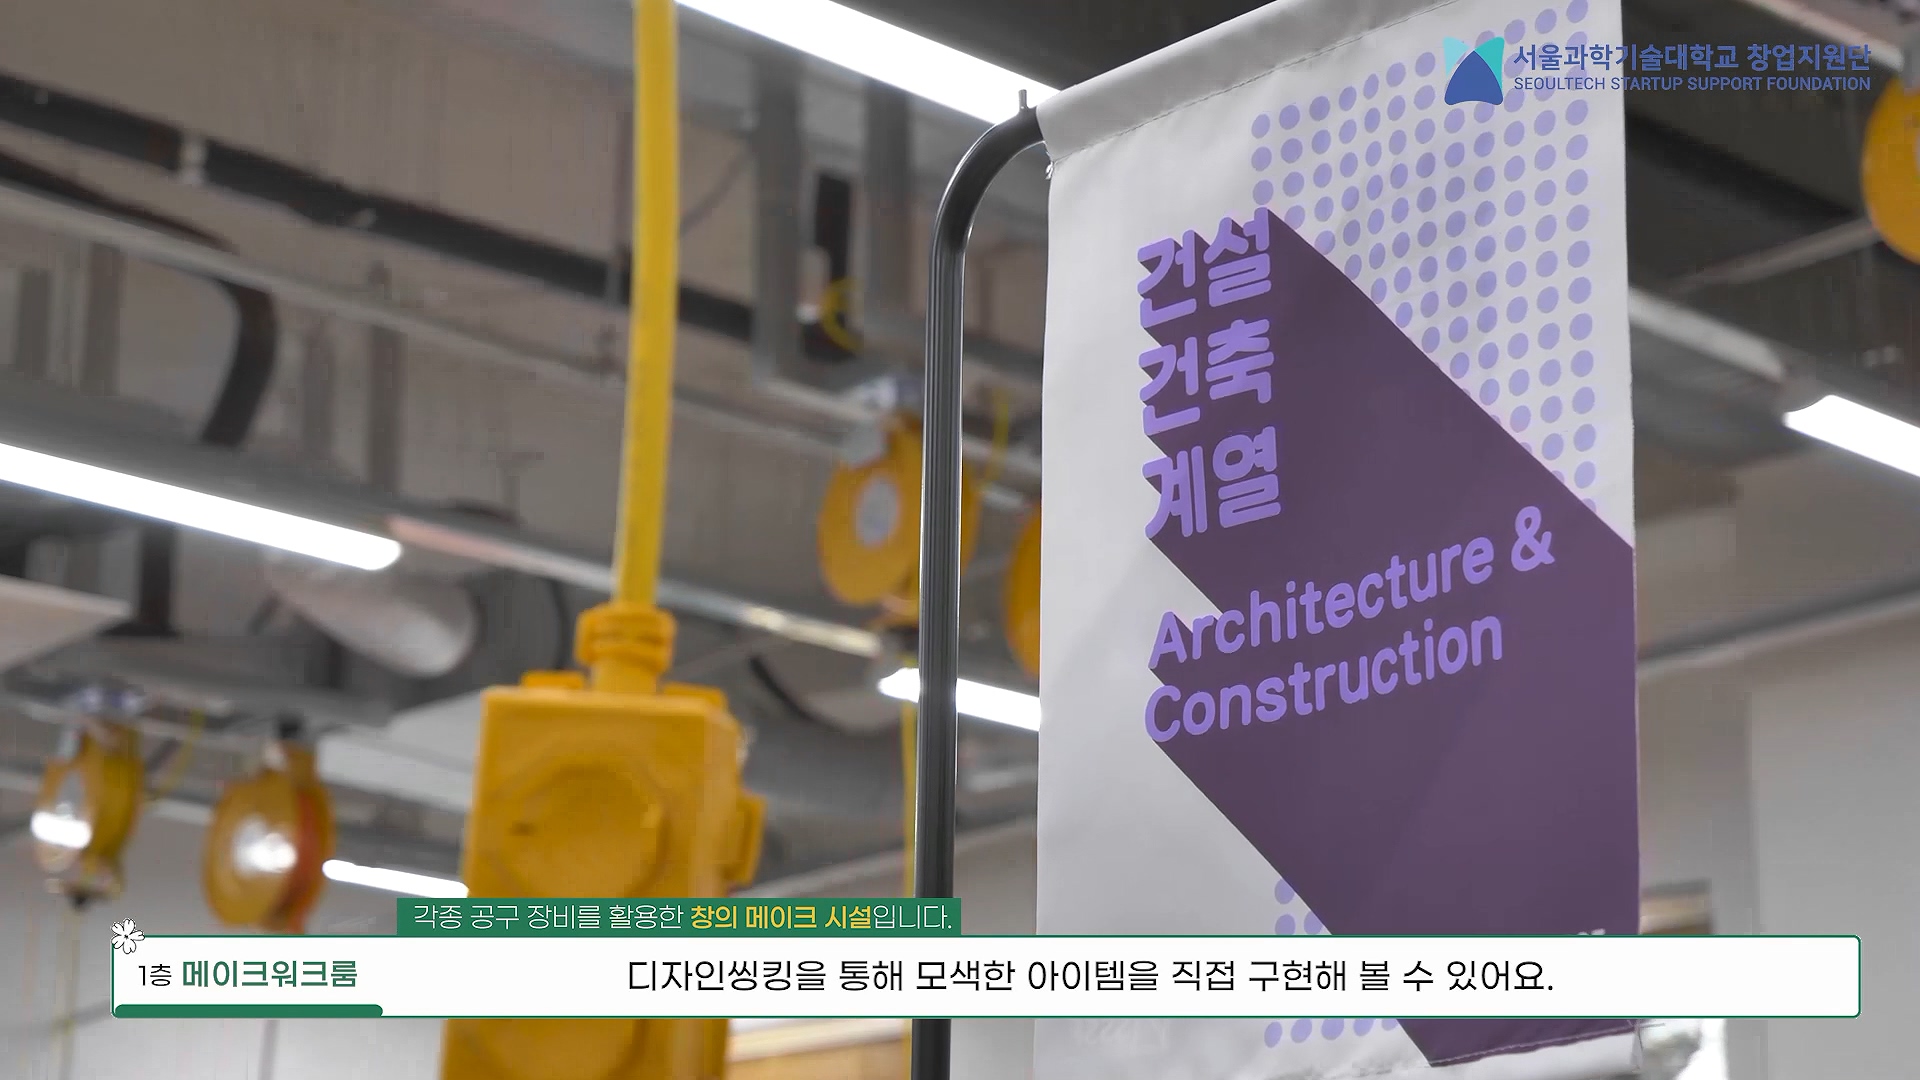 서울과학기술대학교 창업지원단
SEOULTECH STARTUP SUPPORT FOUNDATION
건설
건축
계열
Architecture &
Construction
각종 공구 장비를 활용한 창의 메이크 시설입니다.
1층 메이크워크룸
디자인씽킹을 통해 모색한 아이템을 직접 구현해 볼 수 있어요.